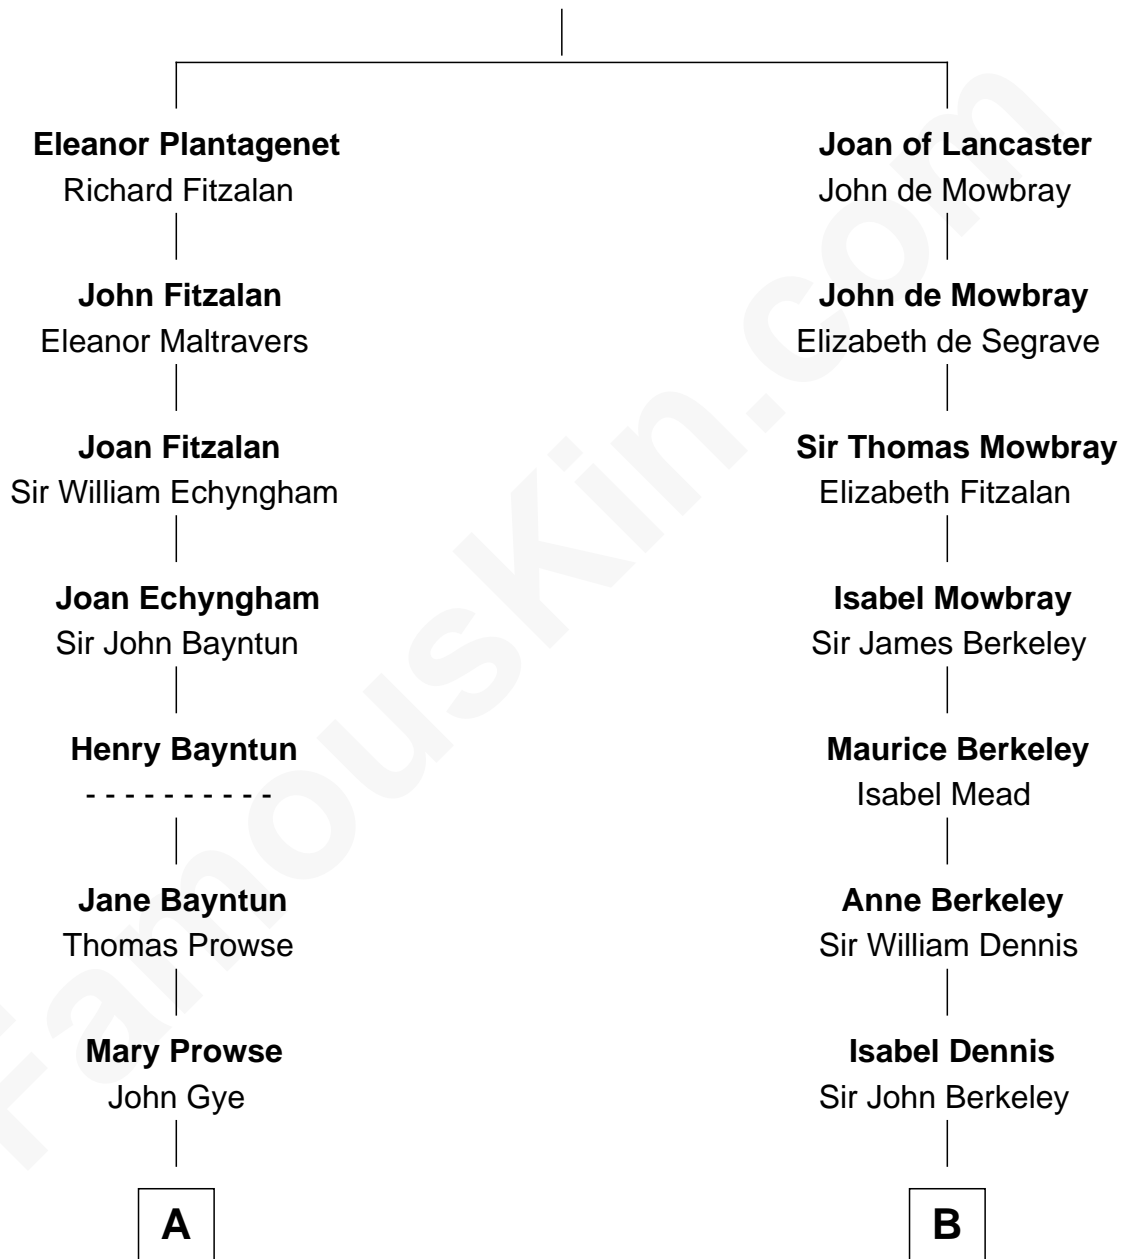 Eleanor Plantagenet
Richard Fitzalan
John Fitzalan
Eleanor Maltravers
Joan Fitzalan
Sir William Echyngham
Joan Echyngham
Sir John Bayntun
Henry Bayntun
- - - - - - - - - -
Jane Bayntun
Thomas Prowse
Mary Prowse
John Gye
A
Joan of Lancaster
John de Mowbray
John de Mowbray
Elizabeth de Segrave
Sir Thomas Mowbray
Elizabeth Fitzalan
Isabel Mowbray
Sir James Berkeley
Maurice Berkeley
Isabel Mead
Anne Berkeley
Sir William Dennis
Isabel Dennis
Sir John Berkeley
B
FamousKin.com